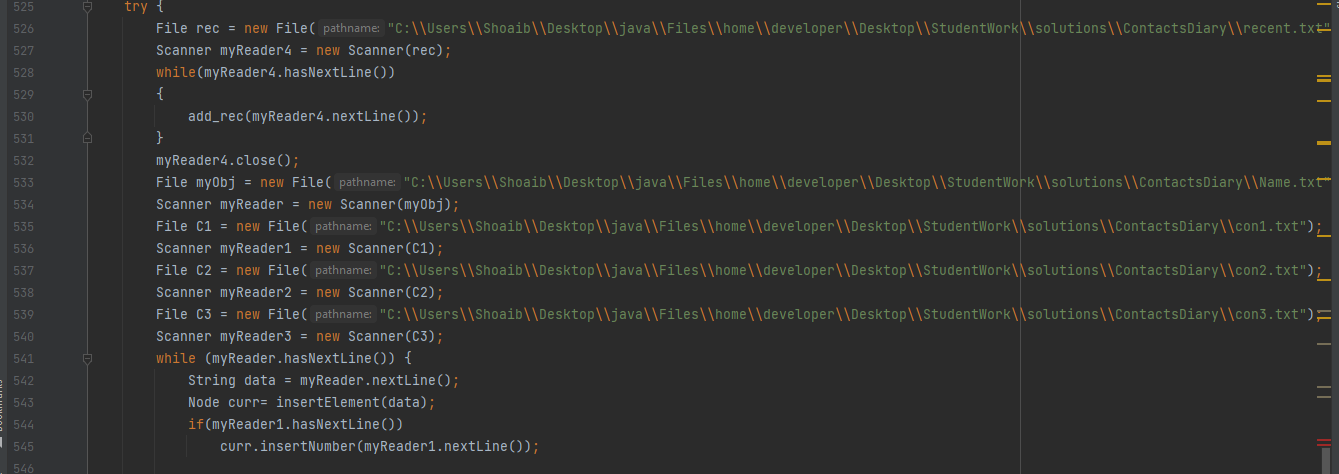 525 try {
526 File rec = new File( pathname: "C:\\Users\\Shoaib\\Desktop\\java\\Files\\home\\developer\\Desktop\\StudentWork\\solutions\\ContactsDiary\\recent.txt"
527 Scanner myReader4 = new Scanner(rec);
528 while(myReader4.hasNextLine())
529 {
530 add_rec(myReader4.nextLine());
531 }
532 myReader4.close();
533 File myObj = new File( pathname: "C:\\Users\\Shoaib\\Desktop\\java\\Files\\home\\developer\\Desktop\\StudentWork\\solutions\\ContactsDiary\\Name.txt"
534 Scanner myReader = new Scanner(myObj);
535 File C1 = new File( pathname: "C:\\Users\\Shoaib\\Desktop\\java\\Files\\home\\developer\\Desktop\\StudentWork\\solutions\\ContactsDiary\\con1.txt");
536 Scanner myReader1 = new Scanner(C1);
537 File C2 = new File( pathname: "C:\\Users\\Shoaib\\Desktop\\java\\Files\\home\\developer\\Desktop\\StudentWork\\solutions\\ContactsDiary\\con2.txt");
538 Scanner myReader2 = new Scanner(C2);
539 File C3 = new File( pathname: "C:\\Users\\Shoaib\\Desktop\\java\\Files\\home\\developer\\Desktop\\StudentWork\\solutions\\ContactsDiary\\con3.txt");
540 Scanner myReader3 = new Scanner(C3);
541 while (myReader.hasNextLine()) {
542 String data = myReader.nextLine();
543 Node curr= insertElement(data);
544 if(myReader1.hasNextLine())
545 curr.insertNumber(myReader1.nextLine());
546